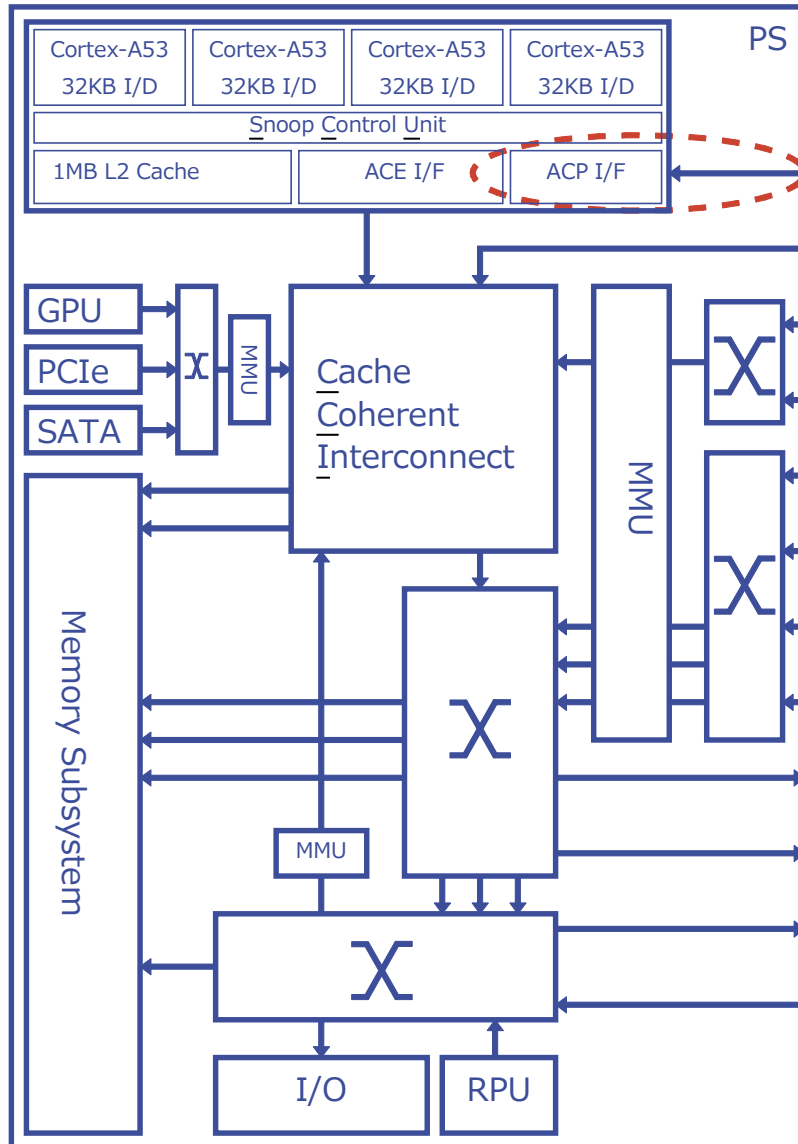 PS
Cortex-A53
32KB I/D
Cortex-A53
32KB I/D
Cortex-A53
32KB I/D
Cortex-A53
32KB I/D
Snoop Control Unit
1MB L2 Cache
ACE I/F
ACP I/F
GPU
PCIe
SATA
MMU
Cache
Coherent
Interconnect
MMU
Memory Subsystem
MMU
I/O
RPU